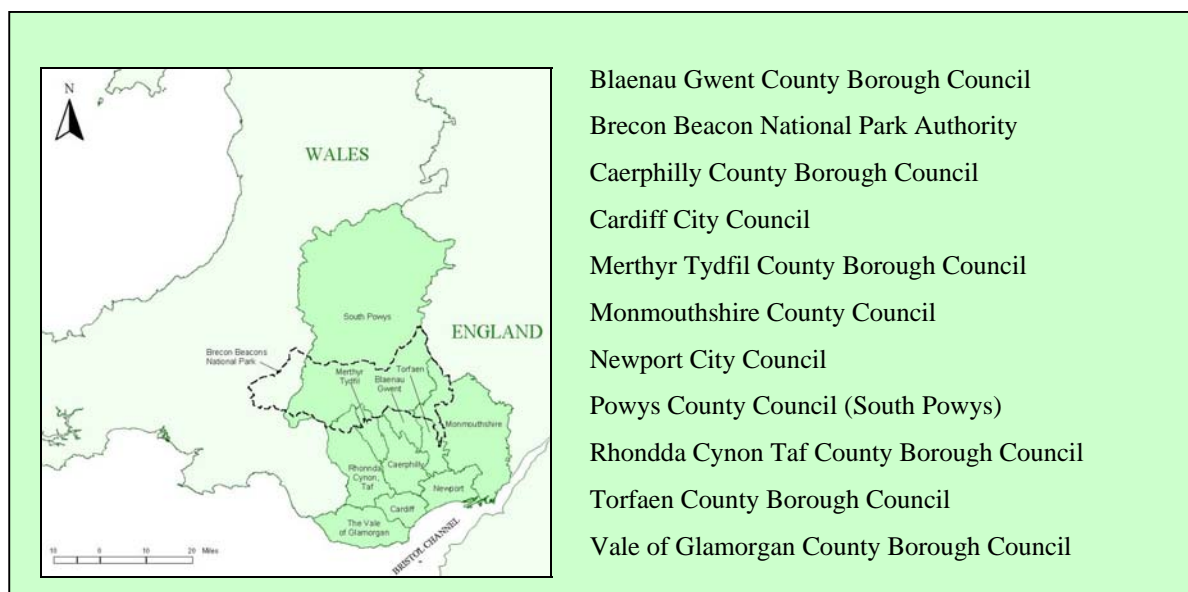 N
WALES
South Powys
ENGLAND
Brecon Beacons
National Park
Merthyr
Tydfil
Torfaen
Blaenau
Gwent
Monmouthshire
Rhondda
Cynon,
Taf
Caerphilly
Newport
Cardiff
The Vale
of Glamorgan
BRISTOL CHANNEL
10 0 10 20 Miles
Blaenau Gwent County Borough Council
Brecon Beacon National Park Authority
Caerphilly County Borough Council
Cardiff City Council
Merthyr Tydfil County Borough Council
Monmouthshire County Council
Newport City Council
Powys County Council (South Powys)
Rhondda Cynon Taf County Borough Council
Torfaen County Borough Council
Vale of Glamorgan County Borough Council